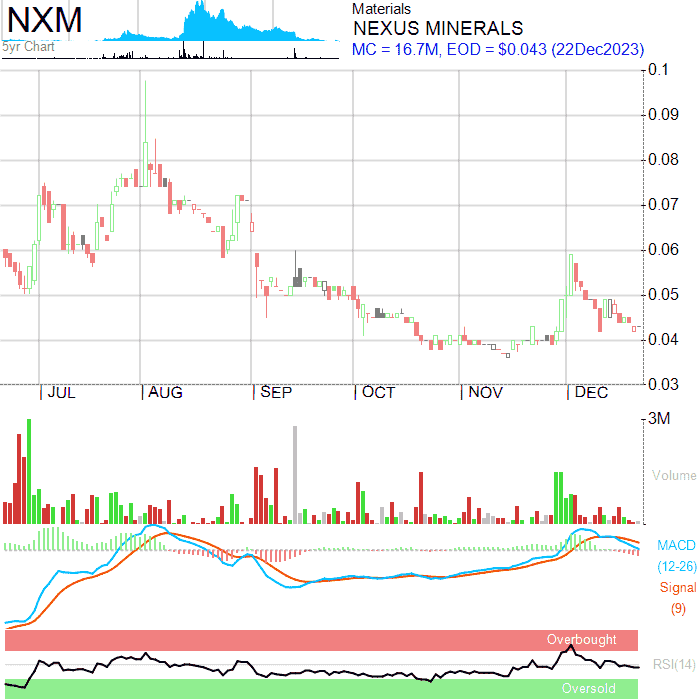 NXM
5yr Chart
Materials
NEXUS MINERALS
MC = 16.7M, EOD = $0.043 (22Dec2023)
0.1
0.09
0.08
0.07
0.06
0.05
0.04
0.03
JUL AUG SEP OCT NOV DEC
3M
Volume
MACD
(12-26)
Signal
(9)
Overbought
RSI(14)
Oversold